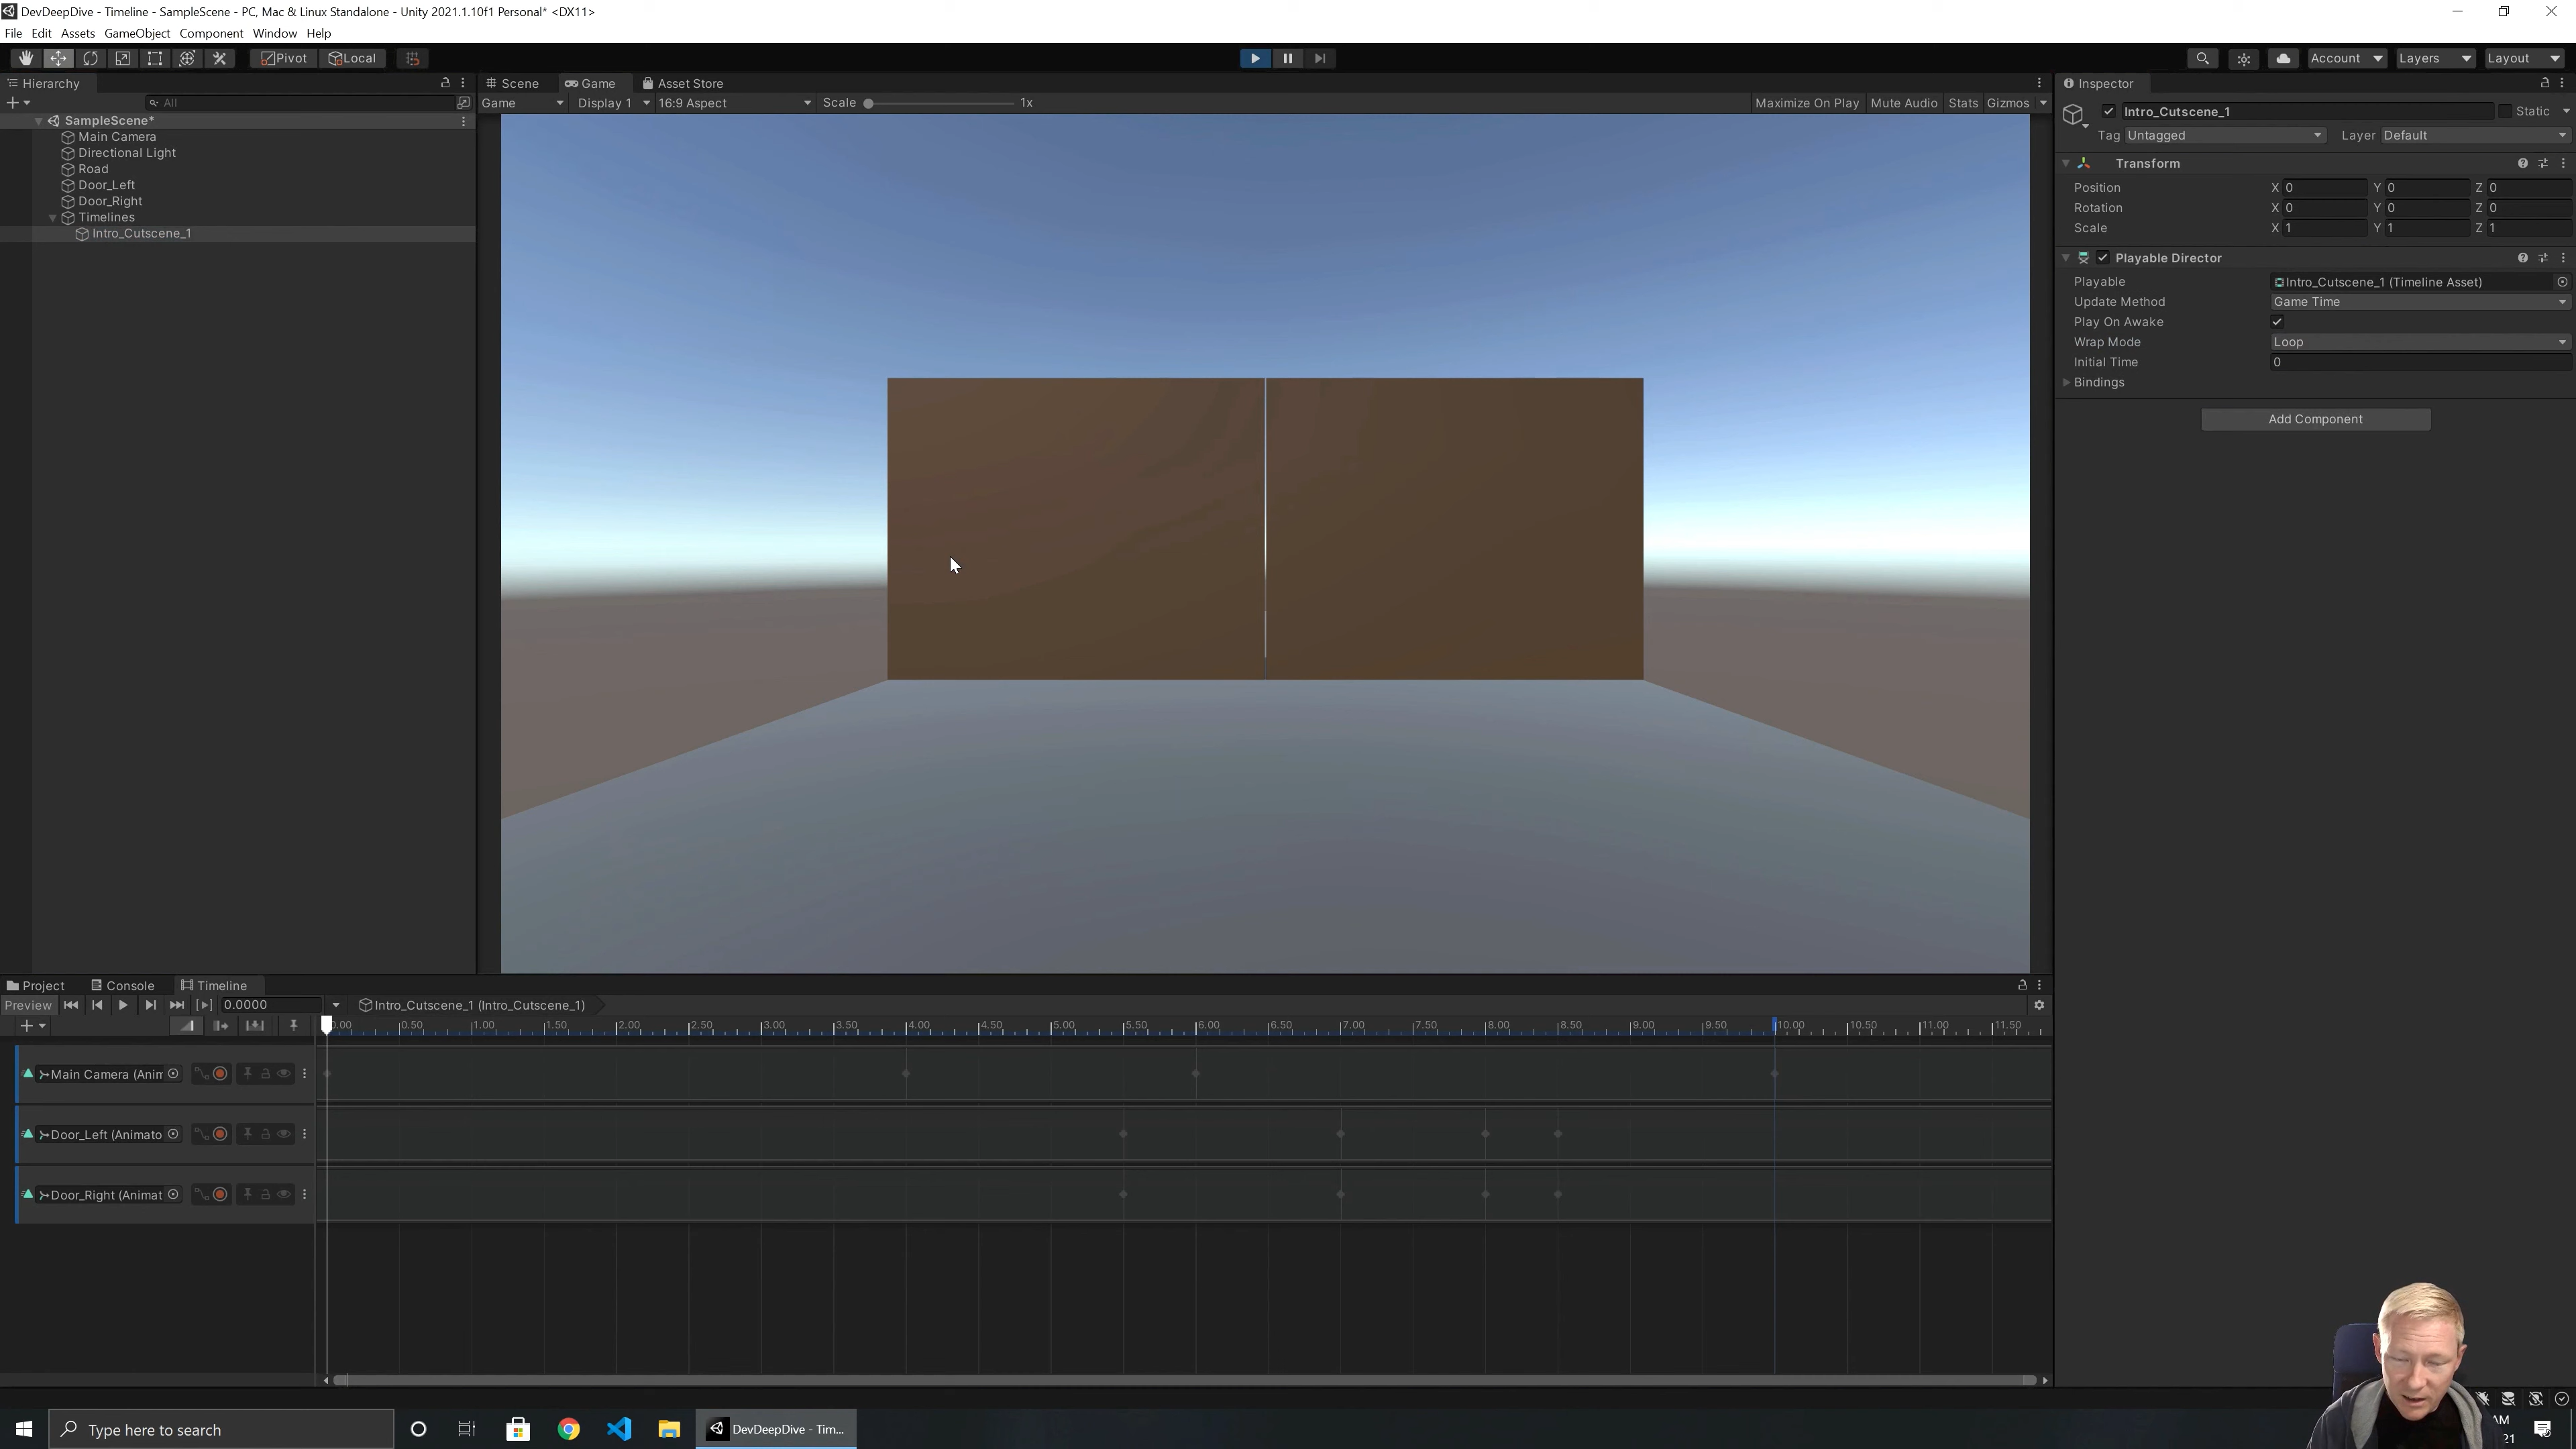 DevDeepDive - Timeline - SampleScene - PC, Mac & Linux Standalone - Unity 2021.1.10f1 Personal* <DX11>
File Edit Assets GameObject Component Window Help
Pivot Local Account Layers Layout
Hierarchy
All
SampleScene*
Main Camera
Directional Light
Road
Door_Left
Door_Right
Timelines
Intro_Cutscene_1
Scene Game Asset Store
Game Display 1 16:9 Aspect Scale 1x Maximize On Play Mute Audio Stats Gizmos
Inspector
Intro_Cutscene_1 Static
Tag Untagged Layer Default
Transform
Position X 0 Y 0 Z 0
Rotation X 0 Y 0 Z 0
Scale X 1 Y 1 Z 1
Playable Director
Playable Intro_Cutscene_1 (Timeline Asset)
Update Method Game Time
Play On Awake
Wrap Mode Loop
Initial Time 0
Bindings
Add Component
Project Console Timeline
Preview 0.0000 Intro_Cutscene_1 (Intro_Cutscene_1)
0.00 0.50 1.00 1.50 2.00 2.50 3.00 3.50 4.00 4.50 5.00 5.50 6.00 6.50 7.00 7.50 8.00 8.50 9.00 9.50 10.00 10.50 11.00 11.50
Main Camera (Anim
Door_Left (Animato
Door_Right (Animat
Type here to search
DevDeepDive - Tim...
AM
21